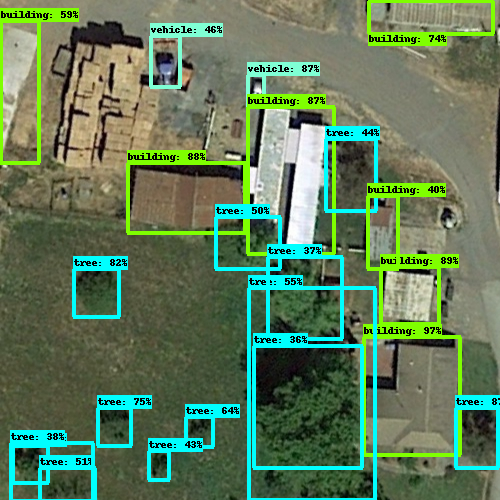 building: 59%
vehicle: 46%
building: 74%
vehicle: 87%
building: 87%
tree: 44%
building: 88%
building: 40%
tree: 50%
tree: 37%
building: 89%
tree: 82%
tree: 55%
building: 97%
tree: 36%
tree: 75%
tree: 87
tree: 64%
tree: 38%
tree: 43%
tree: 51%